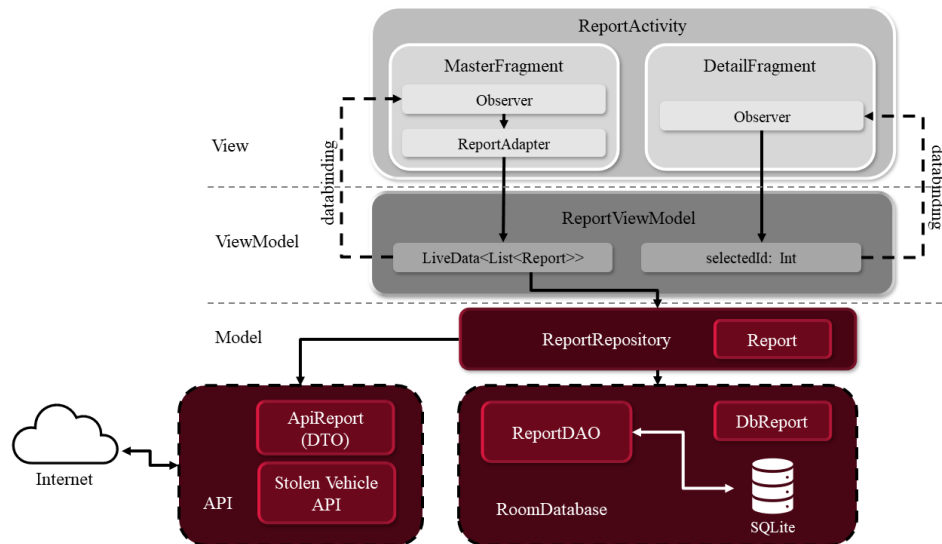 ReportActivity
MasterFragment
DetailFragment
Observer
Observer
ReportAdapter
View
databinding
databinding
ReportViewModel
ViewModel
LiveData<List<Report>>
selectedId: Int
Model
ReportRepository
Report
ApiReport
(DTO)
ReportDAO
DbReport
Internet
Stolen Vehicle
API
API
RoomDatabase
SQLite